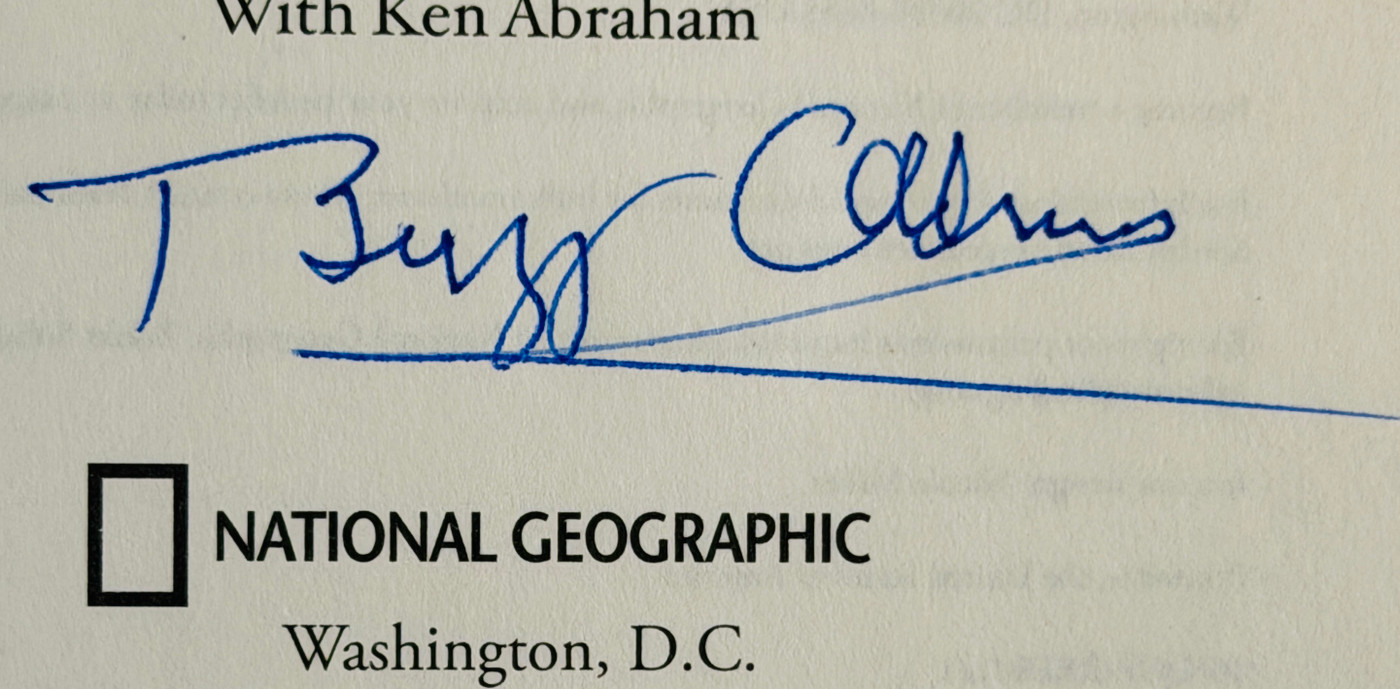 With Ken Abraham
Buzz Aldrin
NATIONAL GEOGRAPHIC
Washington, D.C.